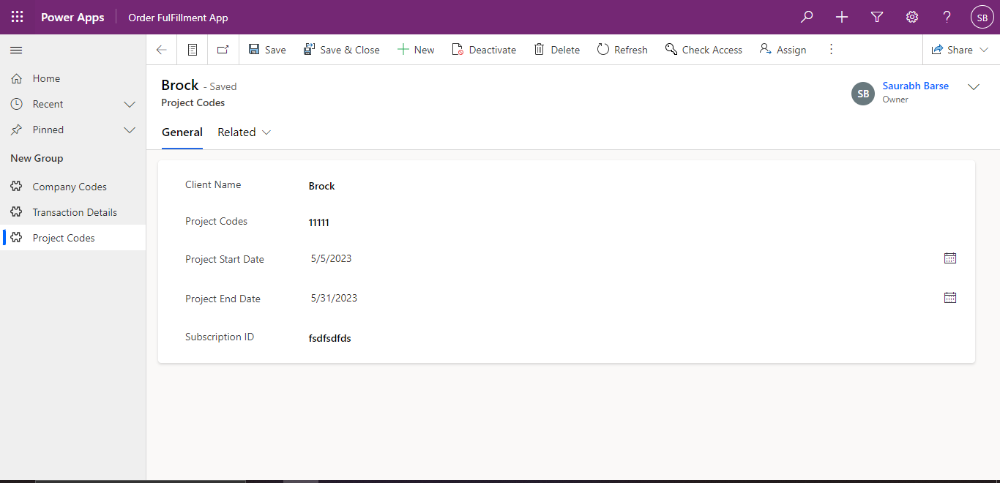 Power Apps Order FulFillment App SB
Save Save & Close New Deactivate Delete Refresh Check Access Assign Share
Home
Recent
Pinned
New Group
Company Codes
Transaction Details
Project Codes
Brock - Saved
Project Codes
SB Saurabh Barse
Owner
General Related
Client Name Brock
Project Codes 11111
Project Start Date 5/5/2023
Project End Date 5/31/2023
Subscription ID fsdfsdfds